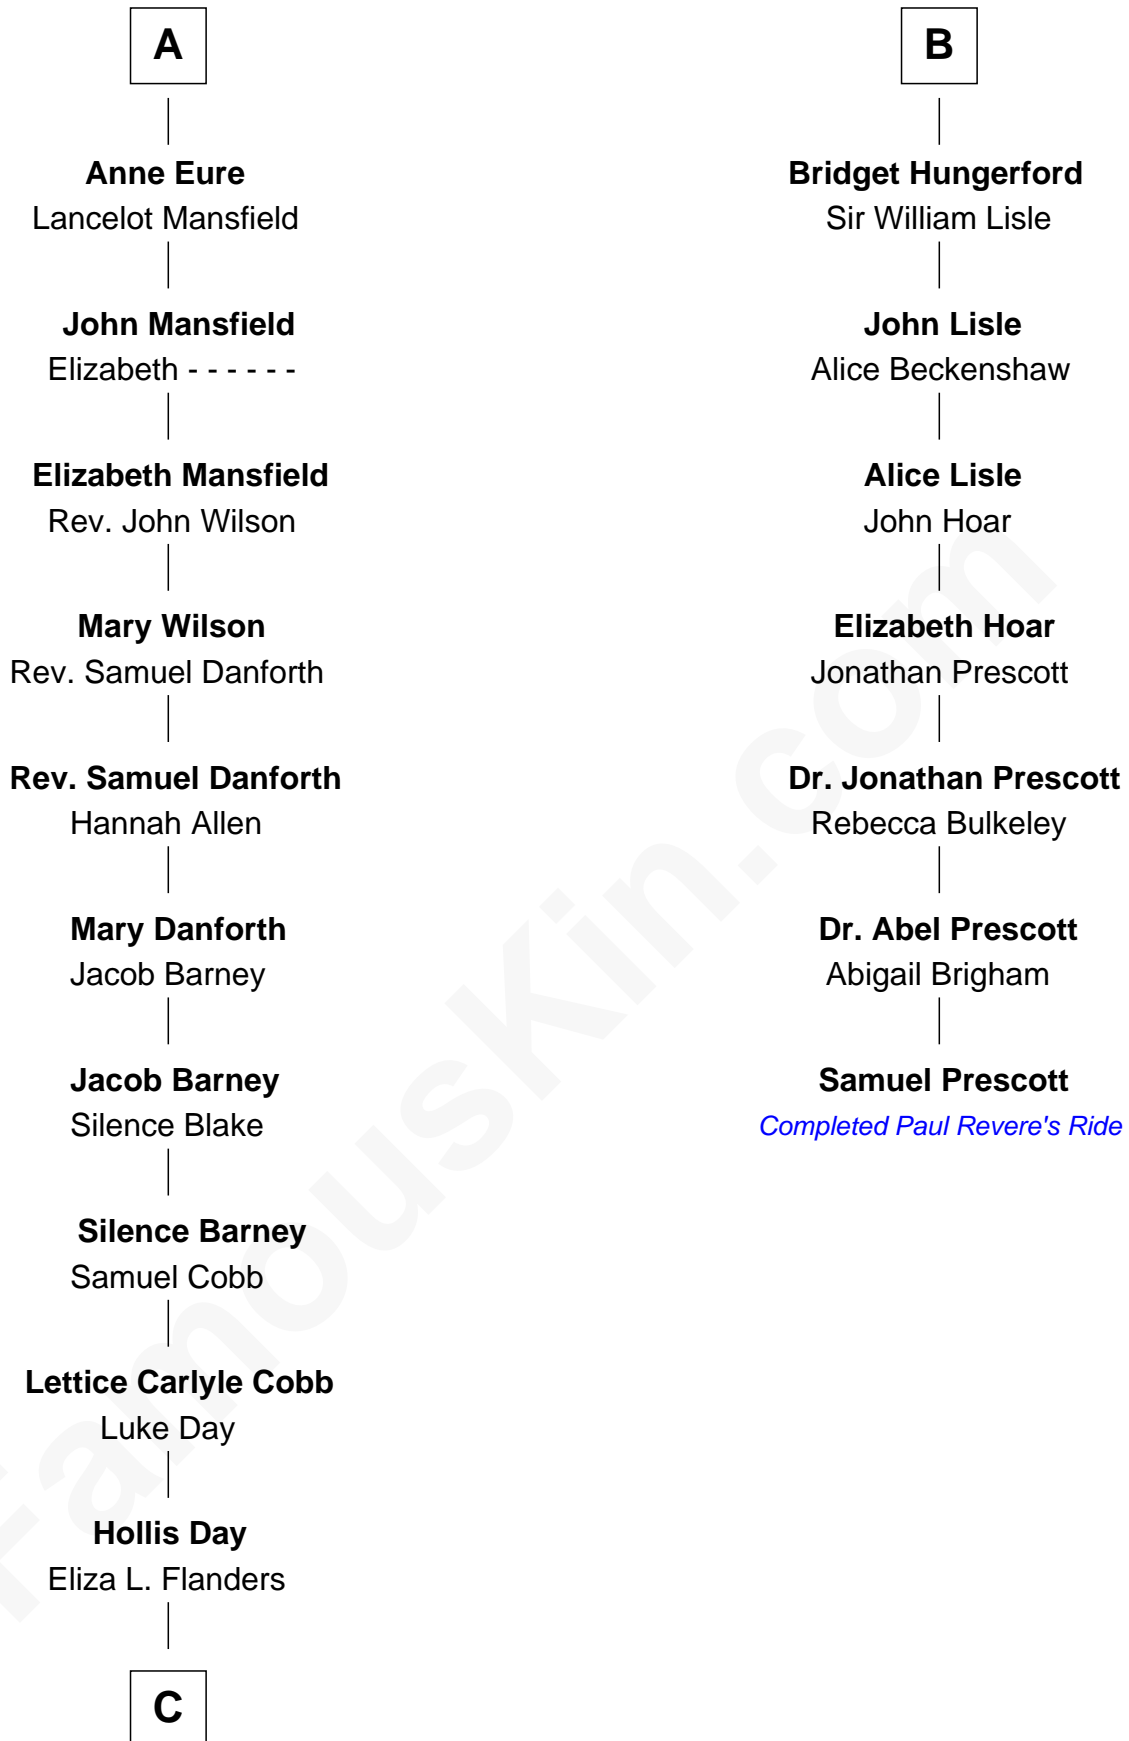 A
Anne Eure
Lancelot Mansfield
John Mansfield
Elizabeth - - - - - -
Elizabeth Mansfield
Rev. John Wilson
Mary Wilson
Rev. Samuel Danforth
Rev. Samuel Danforth
Hannah Allen
Mary Danforth
Jacob Barney
Jacob Barney
Silence Blake
Silence Barney
Samuel Cobb
Lettice Carlyle Cobb
Luke Day
Hollis Day
Eliza L. Flanders
C
B
Bridget Hungerford
Sir William Lisle
John Lisle
Alice Beckenshaw
Alice Lisle
John Hoar
Elizabeth Hoar
Jonathan Prescott
Dr. Jonathan Prescott
Rebecca Bulkeley
Dr. Abel Prescott
Abigail Brigham
Samuel Prescott
Completed Paul Revere's Ride
FamousKin.com